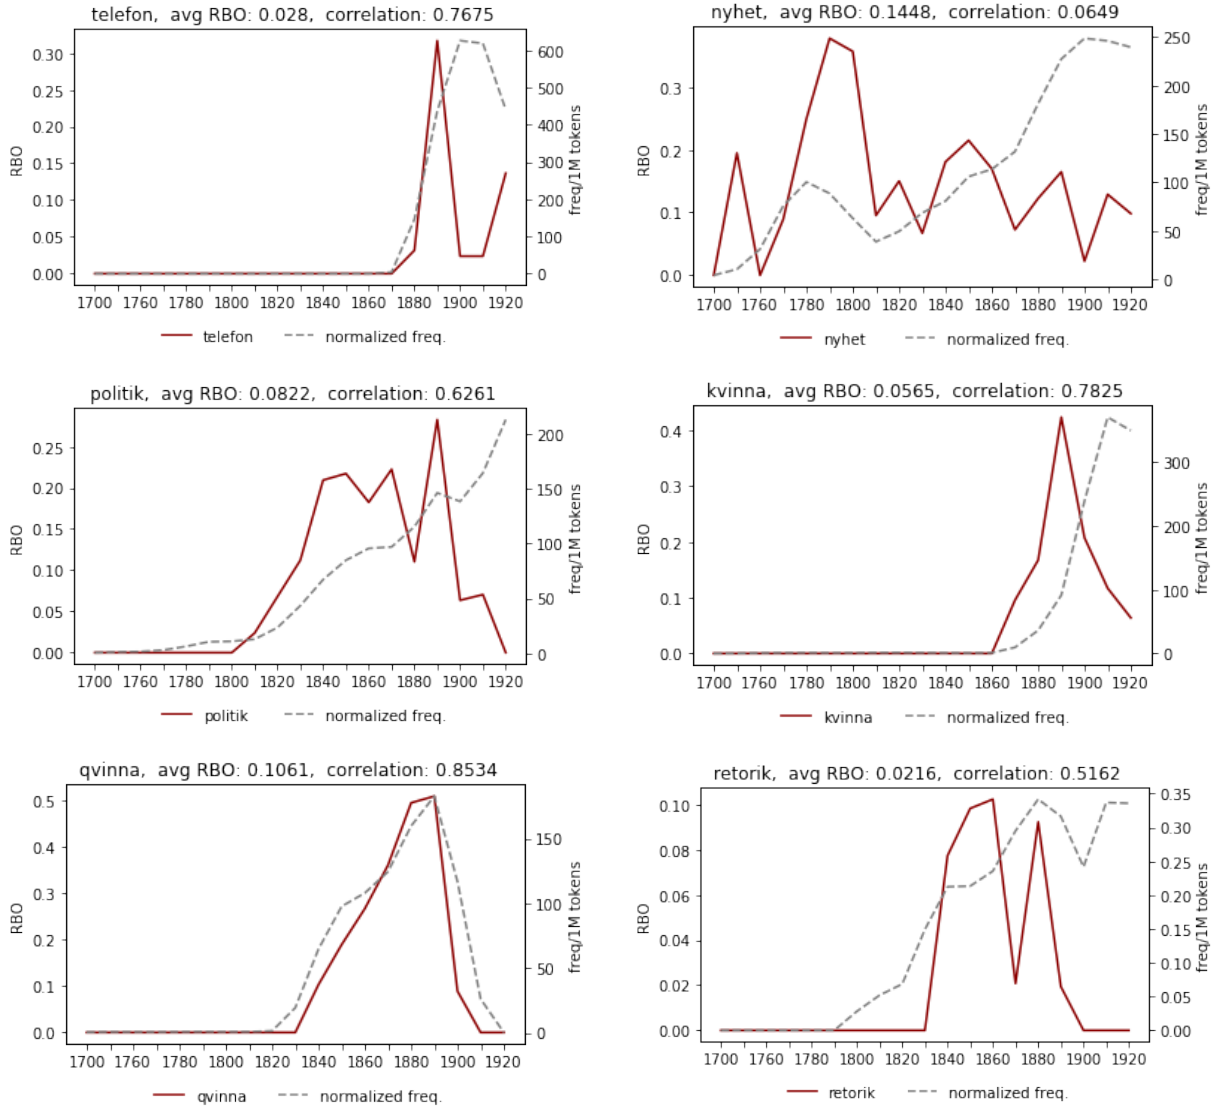 telefon,  avg RBO: 0.028,  correlation: 0.7675
0.30
0.25
0.20
0.15
0.10
0.05
0.00
RBO
600
500
400
300
200
100
0
freq/1M tokens
1700 1760 1780 1800 1820 1840 1860 1880 1900 1920
telefon normalized freq.
nyhet,  avg RBO: 0.1448,  correlation: 0.0649
0.3
0.2
0.1
0.0
RBO
250
200
150
100
50
0
freq/1M tokens
1700 1760 1780 1800 1820 1840 1860 1880 1900 1920
nyhet normalized freq.
politik,  avg RBO: 0.0822,  correlation: 0.6261
0.25
0.20
0.15
0.10
0.05
0.00
RBO
200
150
100
50
0
freq/1M tokens
1700 1760 1780 1800 1820 1840 1860 1880 1900 1920
politik normalized freq.
kvinna,  avg RBO: 0.0565,  correlation: 0.7825
0.4
0.3
0.2
0.1
0.0
RBO
300
200
100
0
freq/1M tokens
1700 1760 1780 1800 1820 1840 1860 1880 1900 1920
kvinna normalized freq.
qvinna,  avg RBO: 0.1061,  correlation: 0.8534
0.5
0.4
0.3
0.2
0.1
0.0
RBO
150
100
50
0
freq/1M tokens
1700 1760 1780 1800 1820 1840 1860 1880 1900 1920
qvinna normalized freq.
retorik,  avg RBO: 0.0216,  correlation: 0.5162
0.10
0.08
0.06
0.04
0.02
0.00
RBO
0.35
0.30
0.25
0.20
0.15
0.10
0.05
0.00
freq/1M tokens
1700 1760 1780 1800 1820 1840 1860 1880 1900 1920
retorik normalized freq.